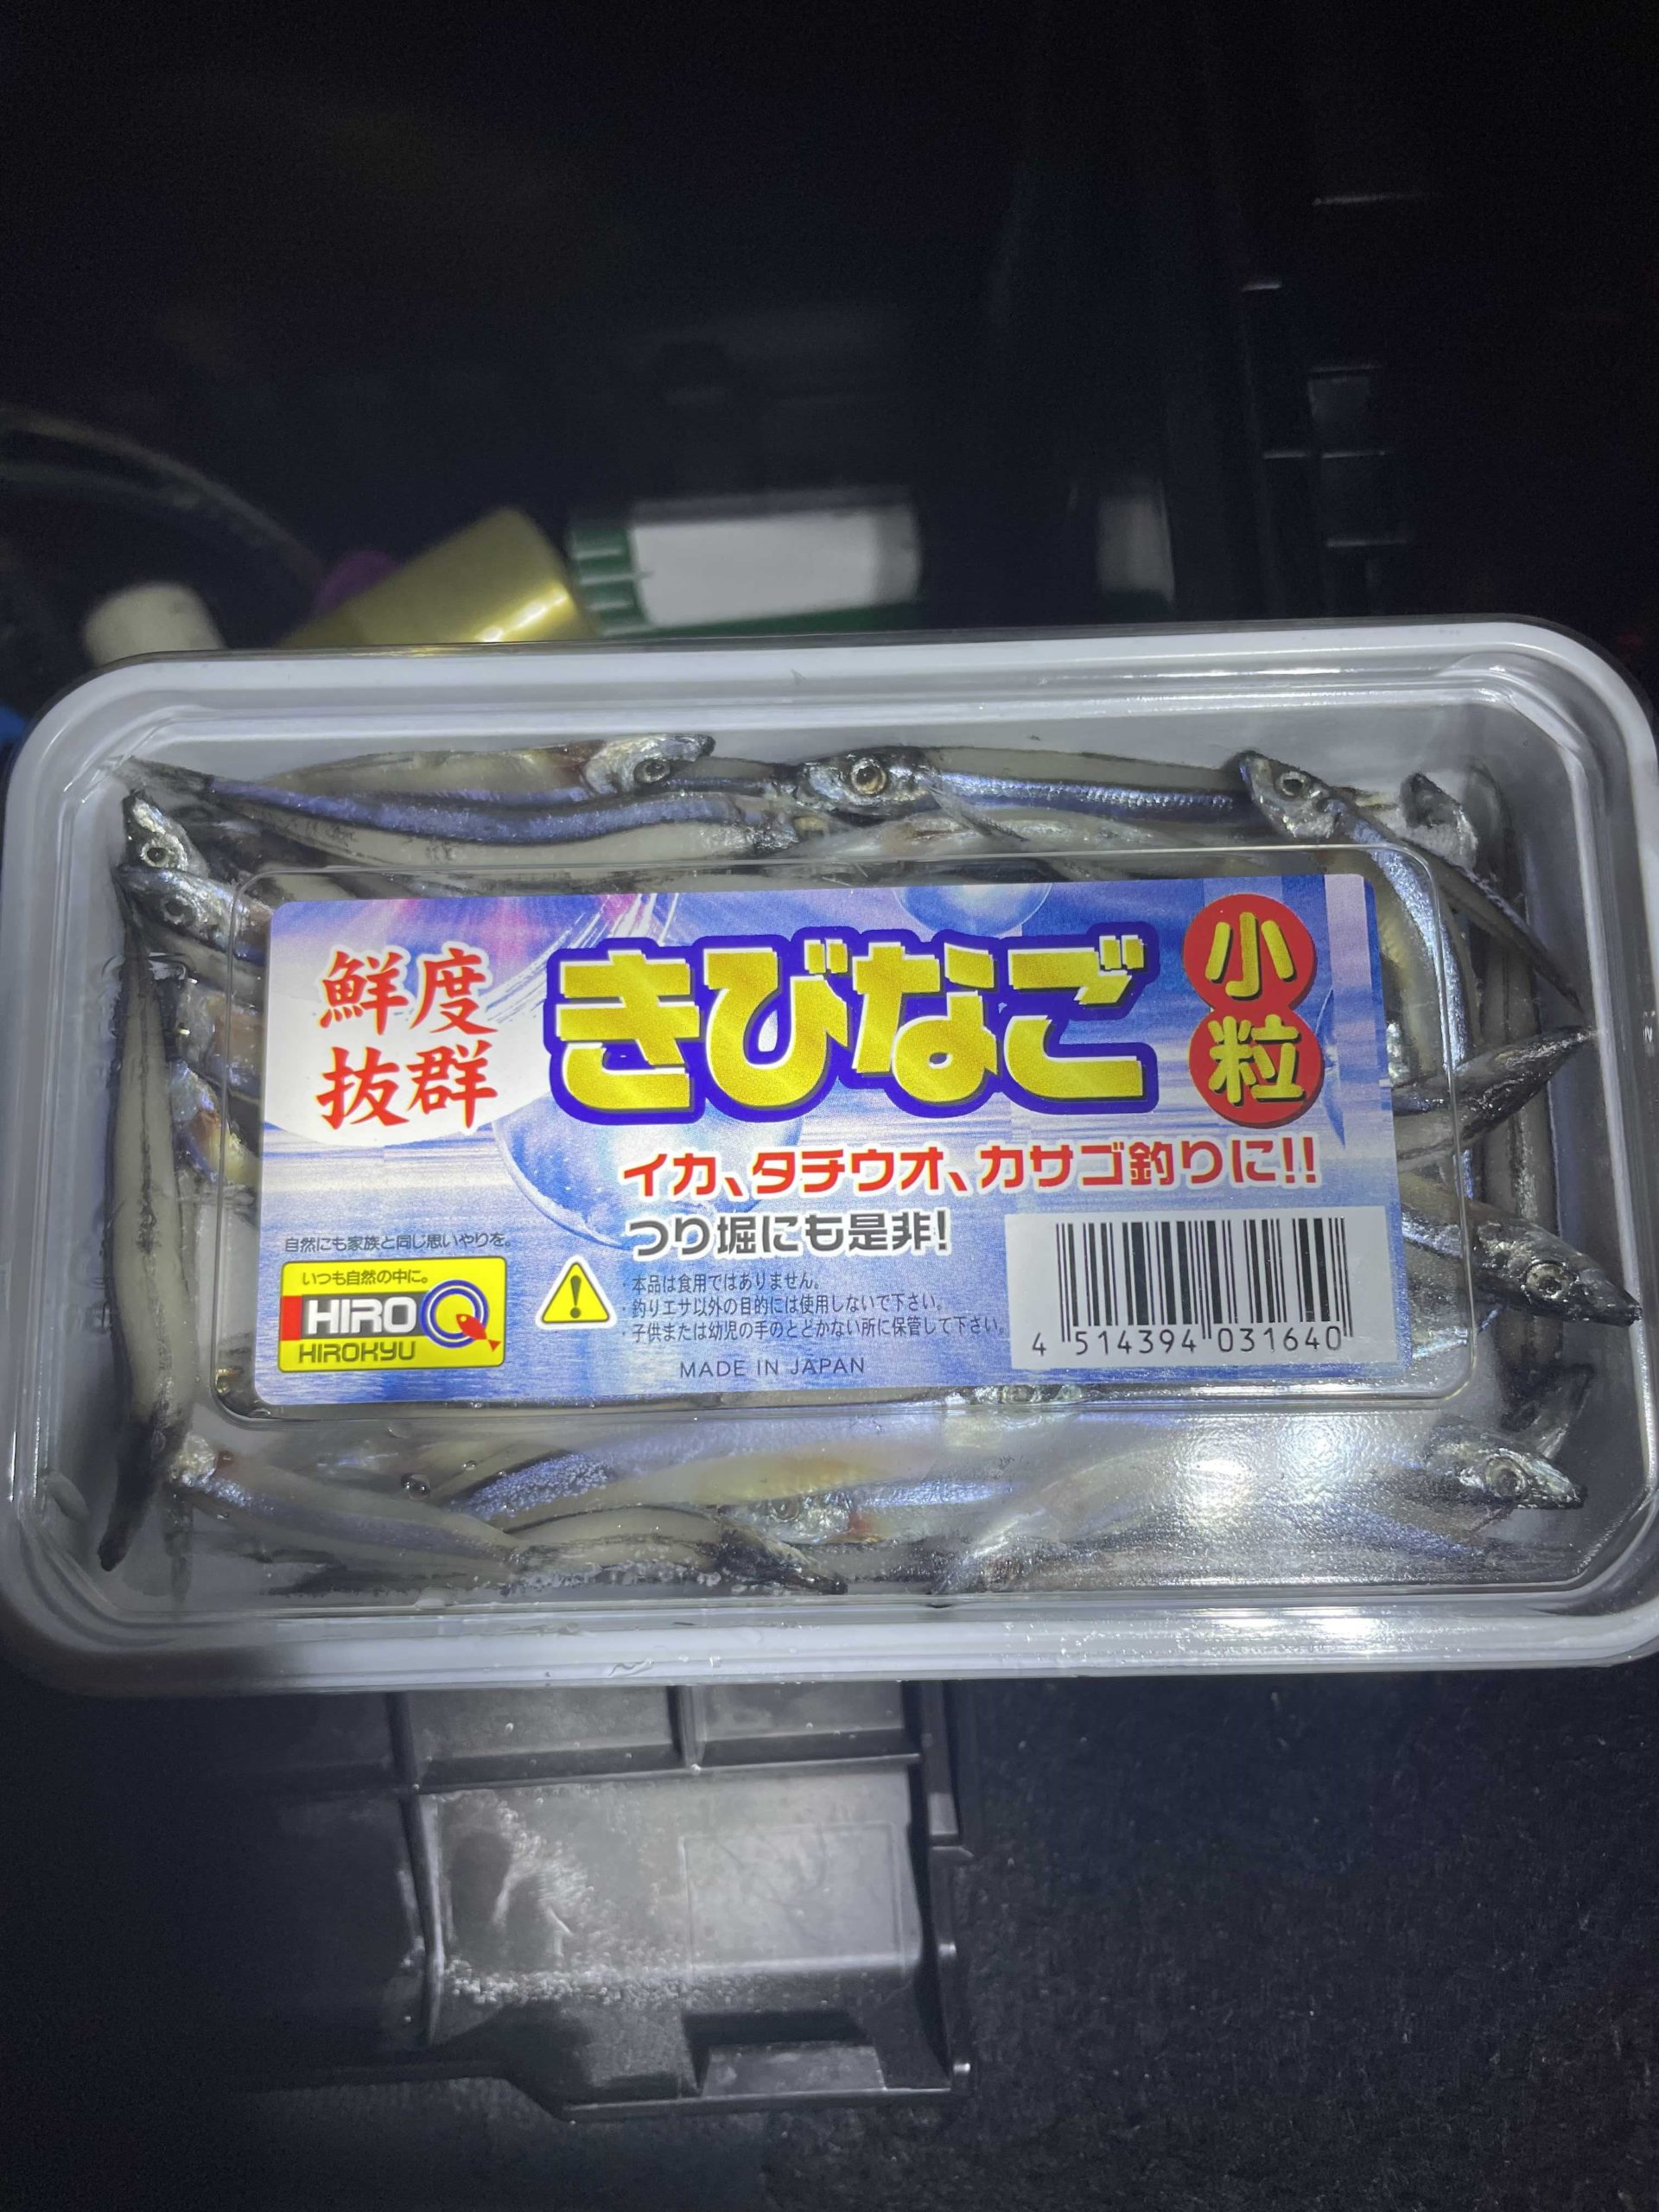 鮮度
抜群
きびなご
小粒
イカ、タチウオ、カサゴ釣りに!!
つり堀にも是非!
自然にも家族と同じ思いやりを。
いつも自然の中に。
HIRO Q
HIROKYU
・本品は食用ではありません。
・釣りエサ以外の目的には使用しないで下さい。
・子供または幼児の手のとどかない所に保管して下さい。
MADE IN JAPAN
4 514394 031640